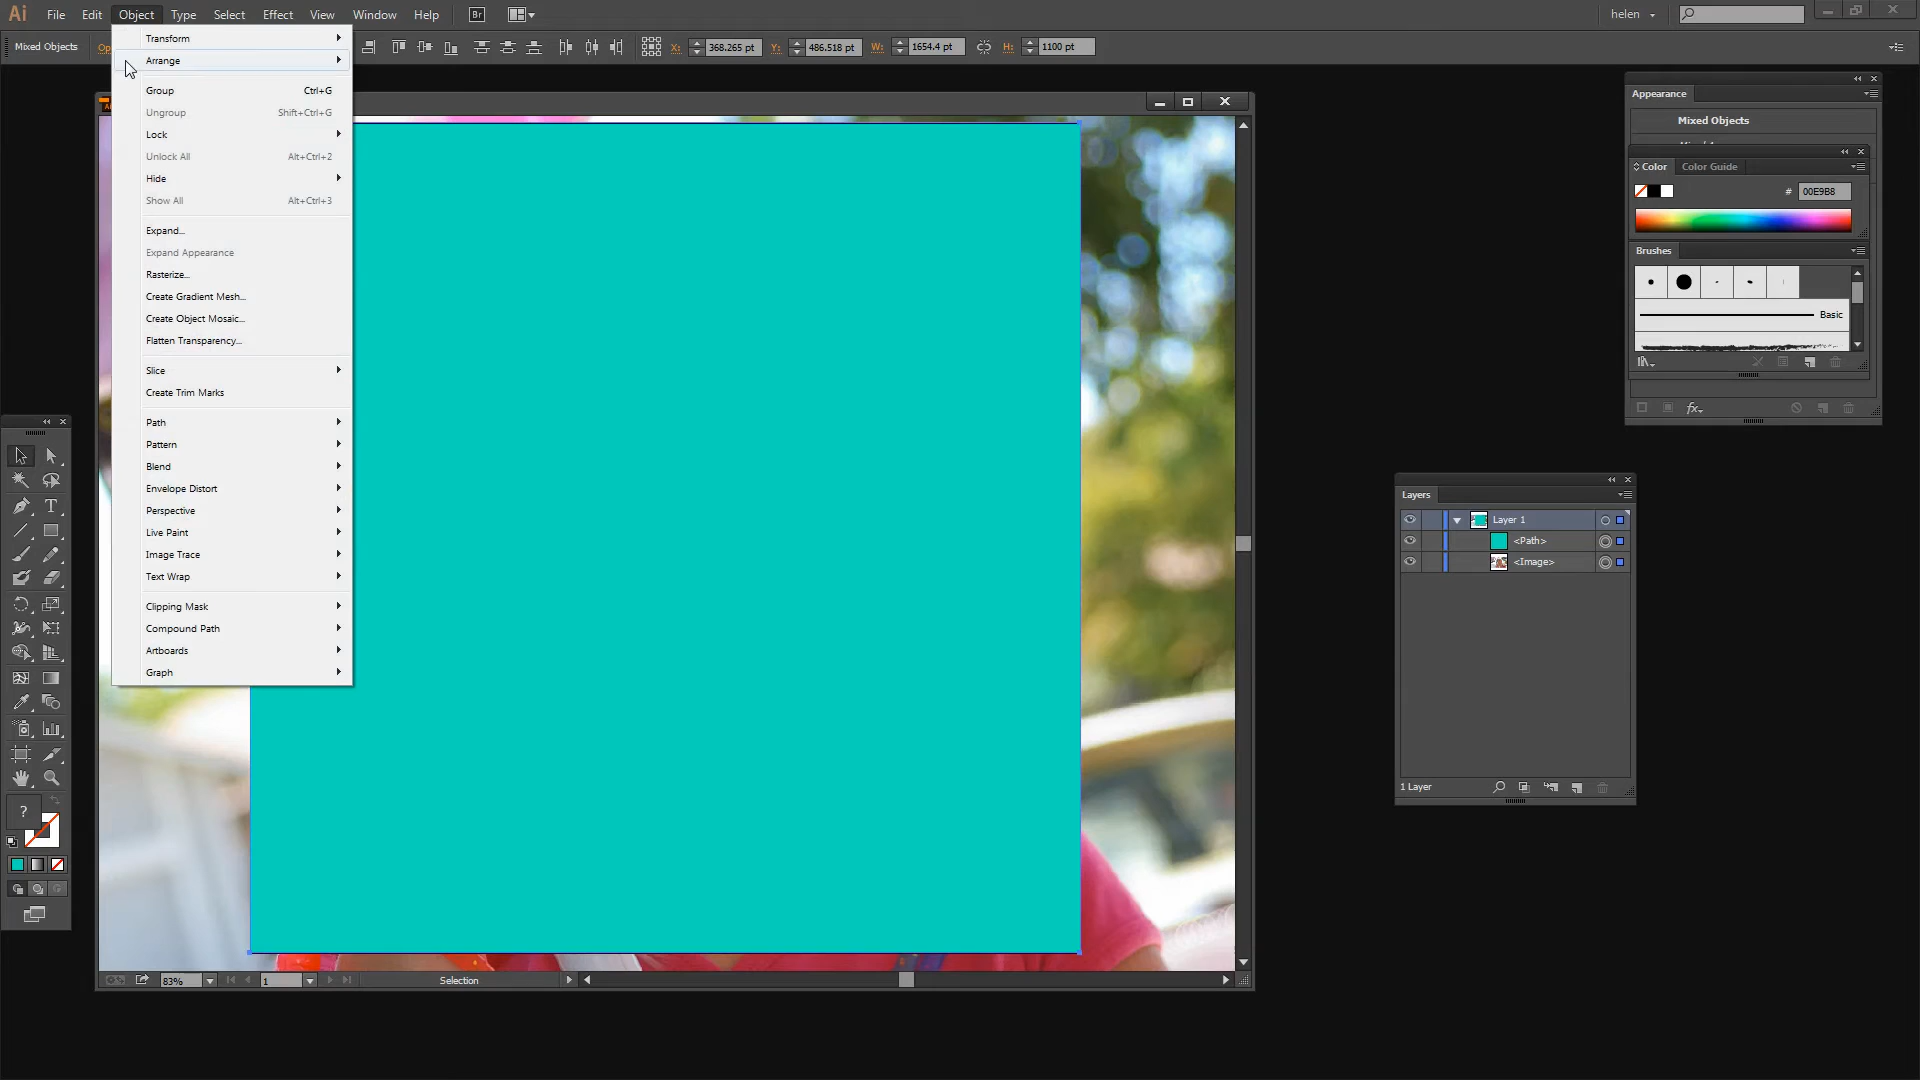 Ai File Edit Object Type Select Effect View Window Help Br helen
Mixed Objects X: 368.265 pt Y: 486.518 pt W: 1654.4 pt H: 1100 pt
Transform
Arrange
Group Ctrl+G
Ungroup Shift+Ctrl+G
Lock
Unlock All Alt+Ctrl+2
Hide
Show All Alt+Ctrl+3
Expand...
Expand Appearance
Rasterize...
Create Gradient Mesh...
Create Object Mosaic...
Flatten Transparency...
Slice
Create Trim Marks
Path
Pattern
Blend
Envelope Distort
Perspective
Live Paint
Image Trace
Text Wrap
Clipping Mask
Compound Path
Artboards
Graph
Appearance
Mixed Objects
Color Color Guide
# 00E9B8
Brushes
Basic
fx
Layers
Layer 1
<Path>
<Image>
1 Layer
?
83% 1 Selection